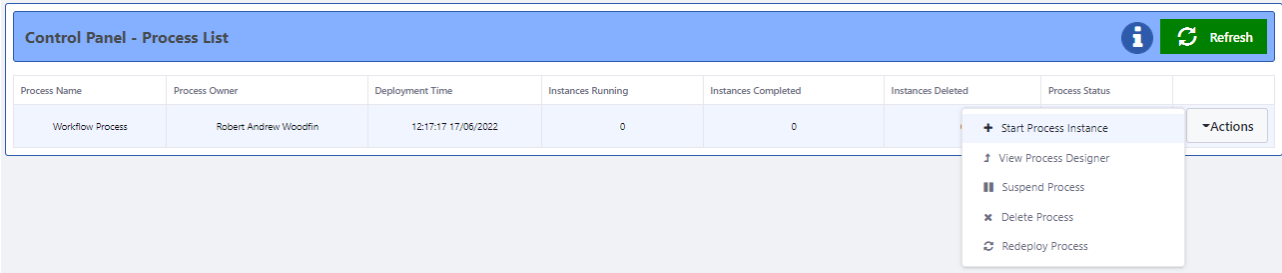 Control Panel - Process List
Refresh
Process Name Process Owner Deployment Time Instances Running Instances Completed Instances Deleted Process Status
Workflow Process Robert Andrew Woodfin 12:17:17 17/06/2022 0 0 Actions
Start Process Instance
View Process Designer
Suspend Process
Delete Process
Redeploy Process